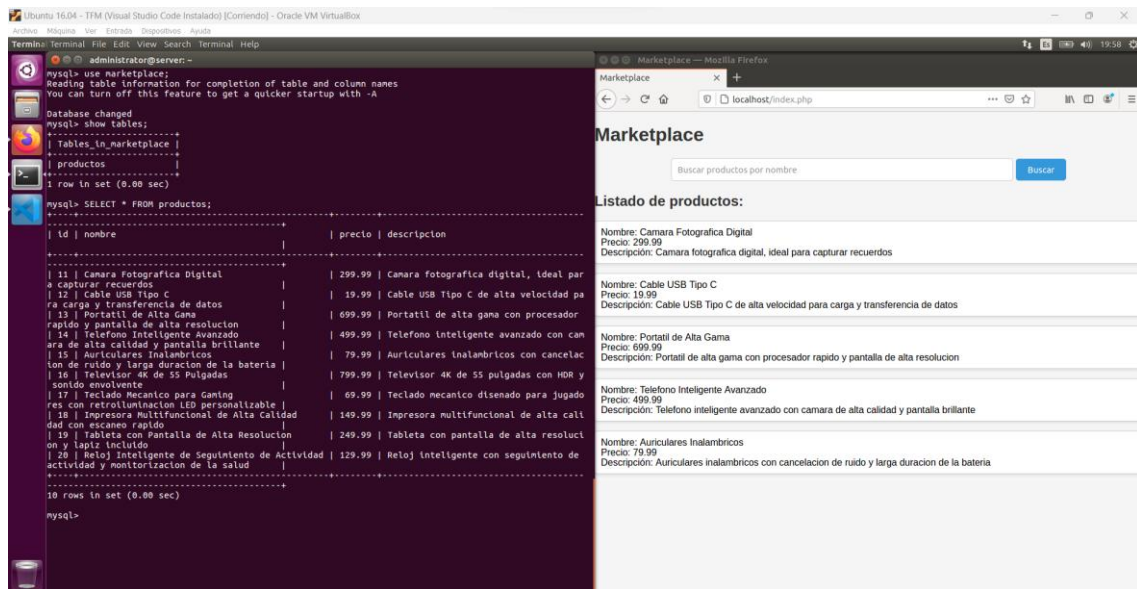 Ubuntu 16.04 - TFM (Visual Studio Code Instalado) [Corriendo] - Oracle VM VirtualBox
Archivo Máquina Ver Entrada Dispositivos Ayuda
Terminal Terminal File Edit View Search Terminal Help
Es 19:58
administrator@server: ~
mysql> use marketplace;
Reading table information for completion of table and column names
You can turn off this feature to get a quicker startup with -A
Database changed
mysql> show tables;
+-----------------------+
| Tables_in_marketplace |
+-----------------------+
| productos |
+-----------------------+
1 row in set (0.00 sec)
mysql> SELECT * FROM productos;
| id | nombre | precio | descripcion
|
| 11 | Camara Fotografica Digital | 299.99 | Camara fotografica digital, ideal par
a capturar recuerdos |
| 12 | Cable USB Tipo C | 19.99 | Cable USB Tipo C de alta velocidad pa
ra carga y transferencia de datos |
| 13 | Portatil de Alta Gama | 699.99 | Portatil de alta gama con procesador
rapido y pantalla de alta resolucion |
| 14 | Telefono Inteligente Avanzado | 499.99 | Telefono inteligente avanzado con cam
ara de alta calidad y pantalla brillante |
| 15 | Auriculares Inalambricos | 79.99 | Auriculares inalambricos con cancelac
ion de ruido y larga duracion de la bateria |
| 16 | Televisor 4K de 55 Pulgadas | 799.99 | Televisor 4K de 55 pulgadas con HDR y
sonido envolvente |
| 17 | Teclado Mecanico para Gaming | 69.99 | Teclado mecanico disenado para jugado
res con retroiluminacion LED personalizable |
| 18 | Impresora Multifuncional de Alta Calidad | 149.99 | Impresora multifuncional de alta cali
dad con escaneo rapido |
| 19 | Tableta con Pantalla de Alta Resolucion | 249.99 | Tableta con pantalla de alta resoluci
on y lapiz incluido |
| 20 | Reloj Inteligente de Seguimiento de Actividad | 129.99 | Reloj inteligente con seguimiento de
actividad y monitorizacion de la salud |
10 rows in set (0.00 sec)
mysql>
Marketplace — Mozilla Firefox
Marketplace
localhost/index.php
Marketplace
Buscar productos por nombre
Buscar
Listado de productos:
Nombre: Camara Fotografica Digital
Precio: 299.99
Descripción: Camara fotografica digital, ideal para capturar recuerdos
Nombre: Cable USB Tipo C
Precio: 19.99
Descripción: Cable USB Tipo C de alta velocidad para carga y transferencia de datos
Nombre: Portatil de Alta Gama
Precio: 699.99
Descripción: Portatil de alta gama con procesador rapido y pantalla de alta resolucion
Nombre: Telefono Inteligente Avanzado
Precio: 499.99
Descripción: Telefono inteligente avanzado con camara de alta calidad y pantalla brillante
Nombre: Auriculares Inalambricos
Precio: 79.99
Descripción: Auriculares inalambricos con cancelacion de ruido y larga duracion de la bateria